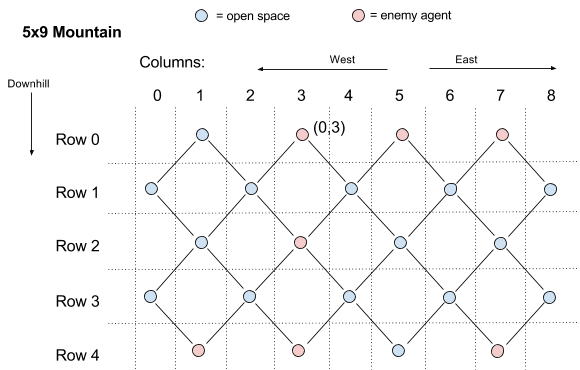 = open space = enemy agent
5x9 Mountain
Columns: West East
Downhill
0 1 2 3 4 5 6 7 8
(0,3)
Row 0
Row 1
Row 2
Row 3
Row 4